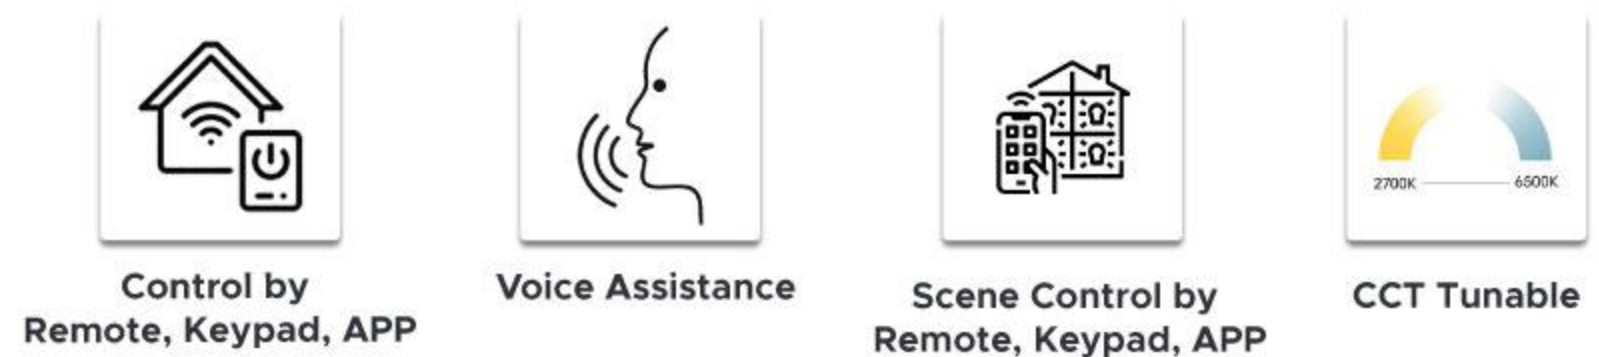 Control by
Remote, Keypad, APP
Voice Assistance
Scene Control by
Remote, Keypad, APP
2700K
6500K
CCT Tunable